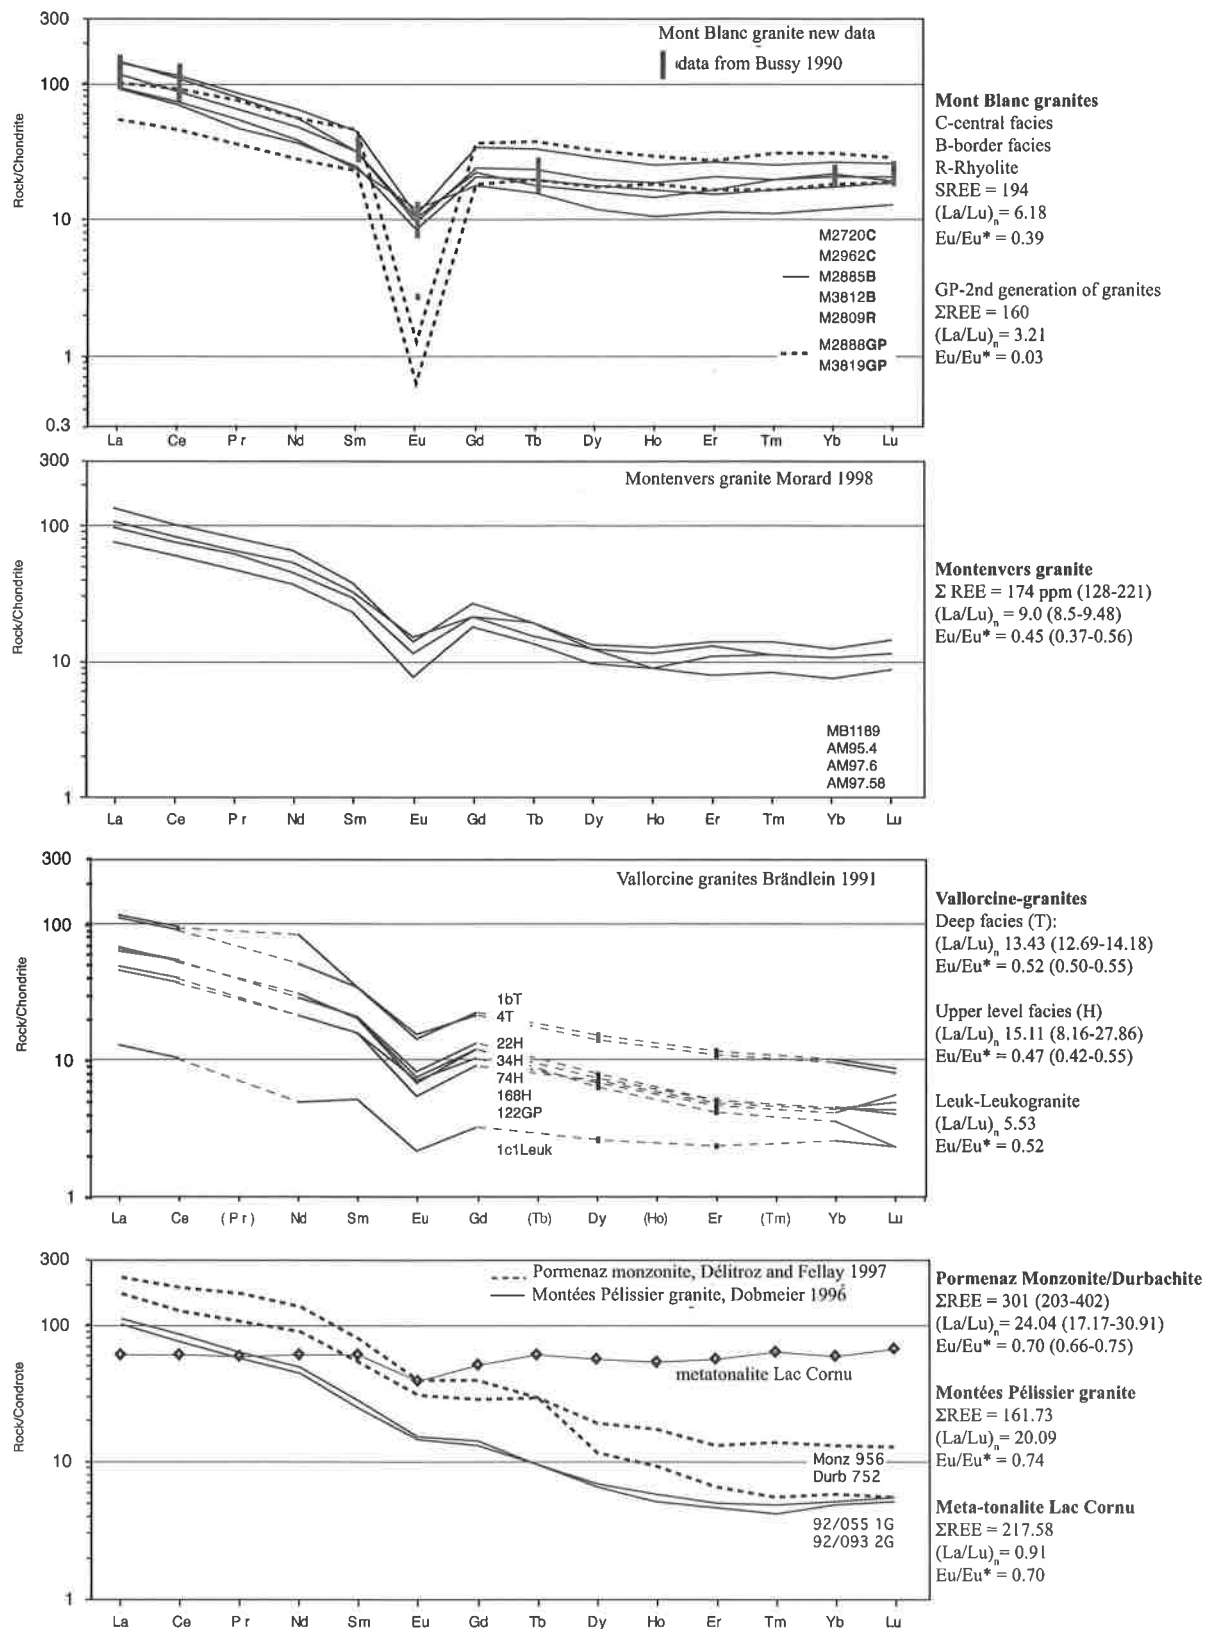 300
100
10
1
0.3
Rock/Chondrite
Mont Blanc granite new data
data from Bussy 1990
M2720C
M2962C
M2885B
M3812B
M2809R
M2888GP
M3819GP
La Ce Pr Nd Sm Eu Gd Tb Dy Ho Er Tm Yb Lu
Mont Blanc granites
C-central facies
B-border facies
R-Rhyolite
SREE = 194
(La/Lu)n = 6.18
Eu/Eu* = 0.39
GP-2nd generation of granites
ΣREE = 160
(La/Lu)n = 3.21
Eu/Eu* = 0.03
300
100
10
1
Rock/Chondrite
Montenvers granite Morard 1998
MB1189
AM95.4
AM97.6
AM97.58
La Ce Pr Nd Sm Eu Gd Tb Dy Ho Er Tm Yb Lu
Montenvers granite
Σ REE = 174 ppm (128-221)
(La/Lu)n = 9.0 (8.5-9.48)
Eu/Eu* = 0.45 (0.37-0.56)
300
100
10
1
Rock/Chondrite
Vallorcine granites Brändlein 1991
1bT
4T
22H
34H
74H
168H
122GP
1c1Leuk
La Ce (Pr) Nd Sm Eu Gd (Tb) Dy (Ho) Er (Tm) Yb Lu
Vallorcine-granites
Deep facies (T):
(La/Lu)n 13.43 (12.69-14.18)
Eu/Eu* = 0.52 (0.50-0.55)
Upper level facies (H)
(La/Lu)n 15.11 (8.16-27.86)
Eu/Eu* = 0.47 (0.42-0.55)
Leuk-Leukogranite
(La/Lu)n 5.53
Eu/Eu* = 0.52
300
100
10
1
Rock/Condrote
Pormenaz monzonite, Délitroz and Fellay 1997
Montées Pélissier granite, Dobmeier 1996
metatonalite Lac Cornu
Monz 956
Durb 752
92/055 1G
92/093 2G
La Ce Pr Nd Sm Eu Gd Tb Dy Ho Er Tm Yb Lu
Pormenaz Monzonite/Durbachite
ΣREE = 301 (203-402)
(La/Lu)n = 24.04 (17.17-30.91)
Eu/Eu* = 0.70 (0.66-0.75)
Montées Pélissier granite
ΣREE = 161.73
(La/Lu)n = 20.09
Eu/Eu* = 0.74
Meta-tonalite Lac Cornu
ΣREE = 217.58
(La/Lu)n = 0.91
Eu/Eu* = 0.70